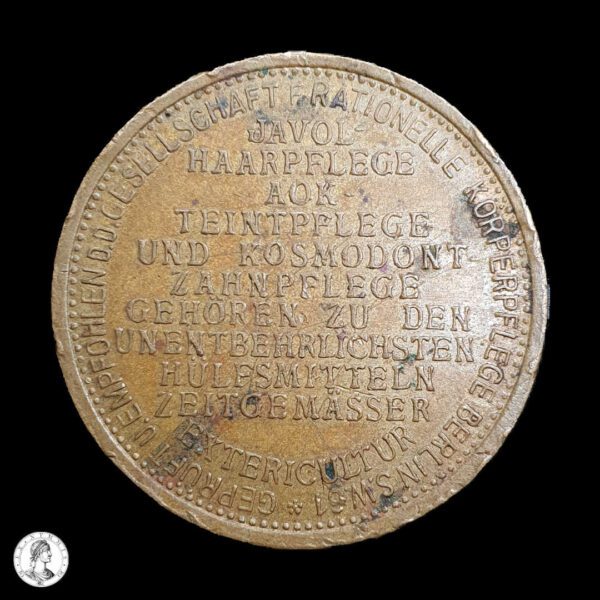 GEPRÜFT U. EMPFOHLEN D.D. GESELLSCHAFT F. RATIONELLE KÖRPERPFLEGE BERLIN S.W. 61 *
JAVOL-
HAARPFLEGE
AOK-
TEINTPFLEGE
UND KOSMODONT-
ZAHNPFLEGE
GEHÖREN ZU DEN
UNENTBEHRLICHSTEN
HÜLFSMITTELN
ZEITGEMÄSSER
EXTERICULTUR